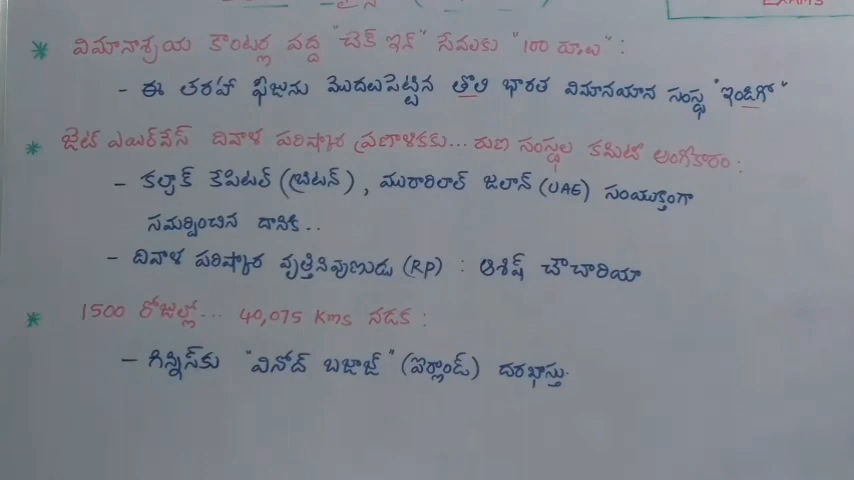 EXAMS
* విమానాశ్రయ కౌంటర్ల వద్ద "చెక్ ఇన్" సేవలకు "100 రూ.ల" :
- ఈ తరహా ఫీజును మొదలుపెట్టిన తొలి భారత విమానయాన సంస్థ "ఇండిగో"
* జెట్ ఎయిర్‌వేస్ దివాళ పరిష్కార ప్రణాళికకు... రుణ సంస్థల కమిటీ అంగీకారం :
- కల్రాక్ కేపిటల్ (బ్రిటన్), మురారిలాల్ జలాన్ (UAE) సంయుక్తంగా
సమర్పించిన దానికి..
- దివాళ పరిష్కార వృత్తినిపుణుడు (RP) : ఆశిష్ చౌచారియా
* 1500 రోజుల్లో... 40,075 Kms నడక :
- గిన్నిస్‌కు "వినోద్ బజాజ్" (ఐర్లాండ్) దరఖాస్తు.